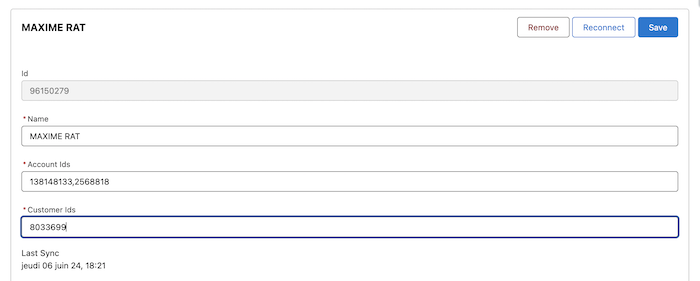 MAXIME RAT
Remove
Reconnect
Save
Id
96150279
* Name
MAXIME RAT
* Account Ids
138148133,2568818
* Customer Ids
8033699
Last Sync
jeudi 06 juin 24, 18:21